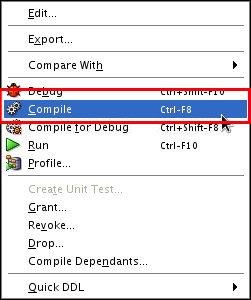 Edit...
Export...
Compare With
Debug Ctrl+Shift-F10
Compile Ctrl-F8
Compile for Debug Ctrl+Shift-F8
Run Ctrl-F10
Profile...
Create Unit Test...
Grant...
Revoke...
Drop...
Compile Dependants...
Quick DDL